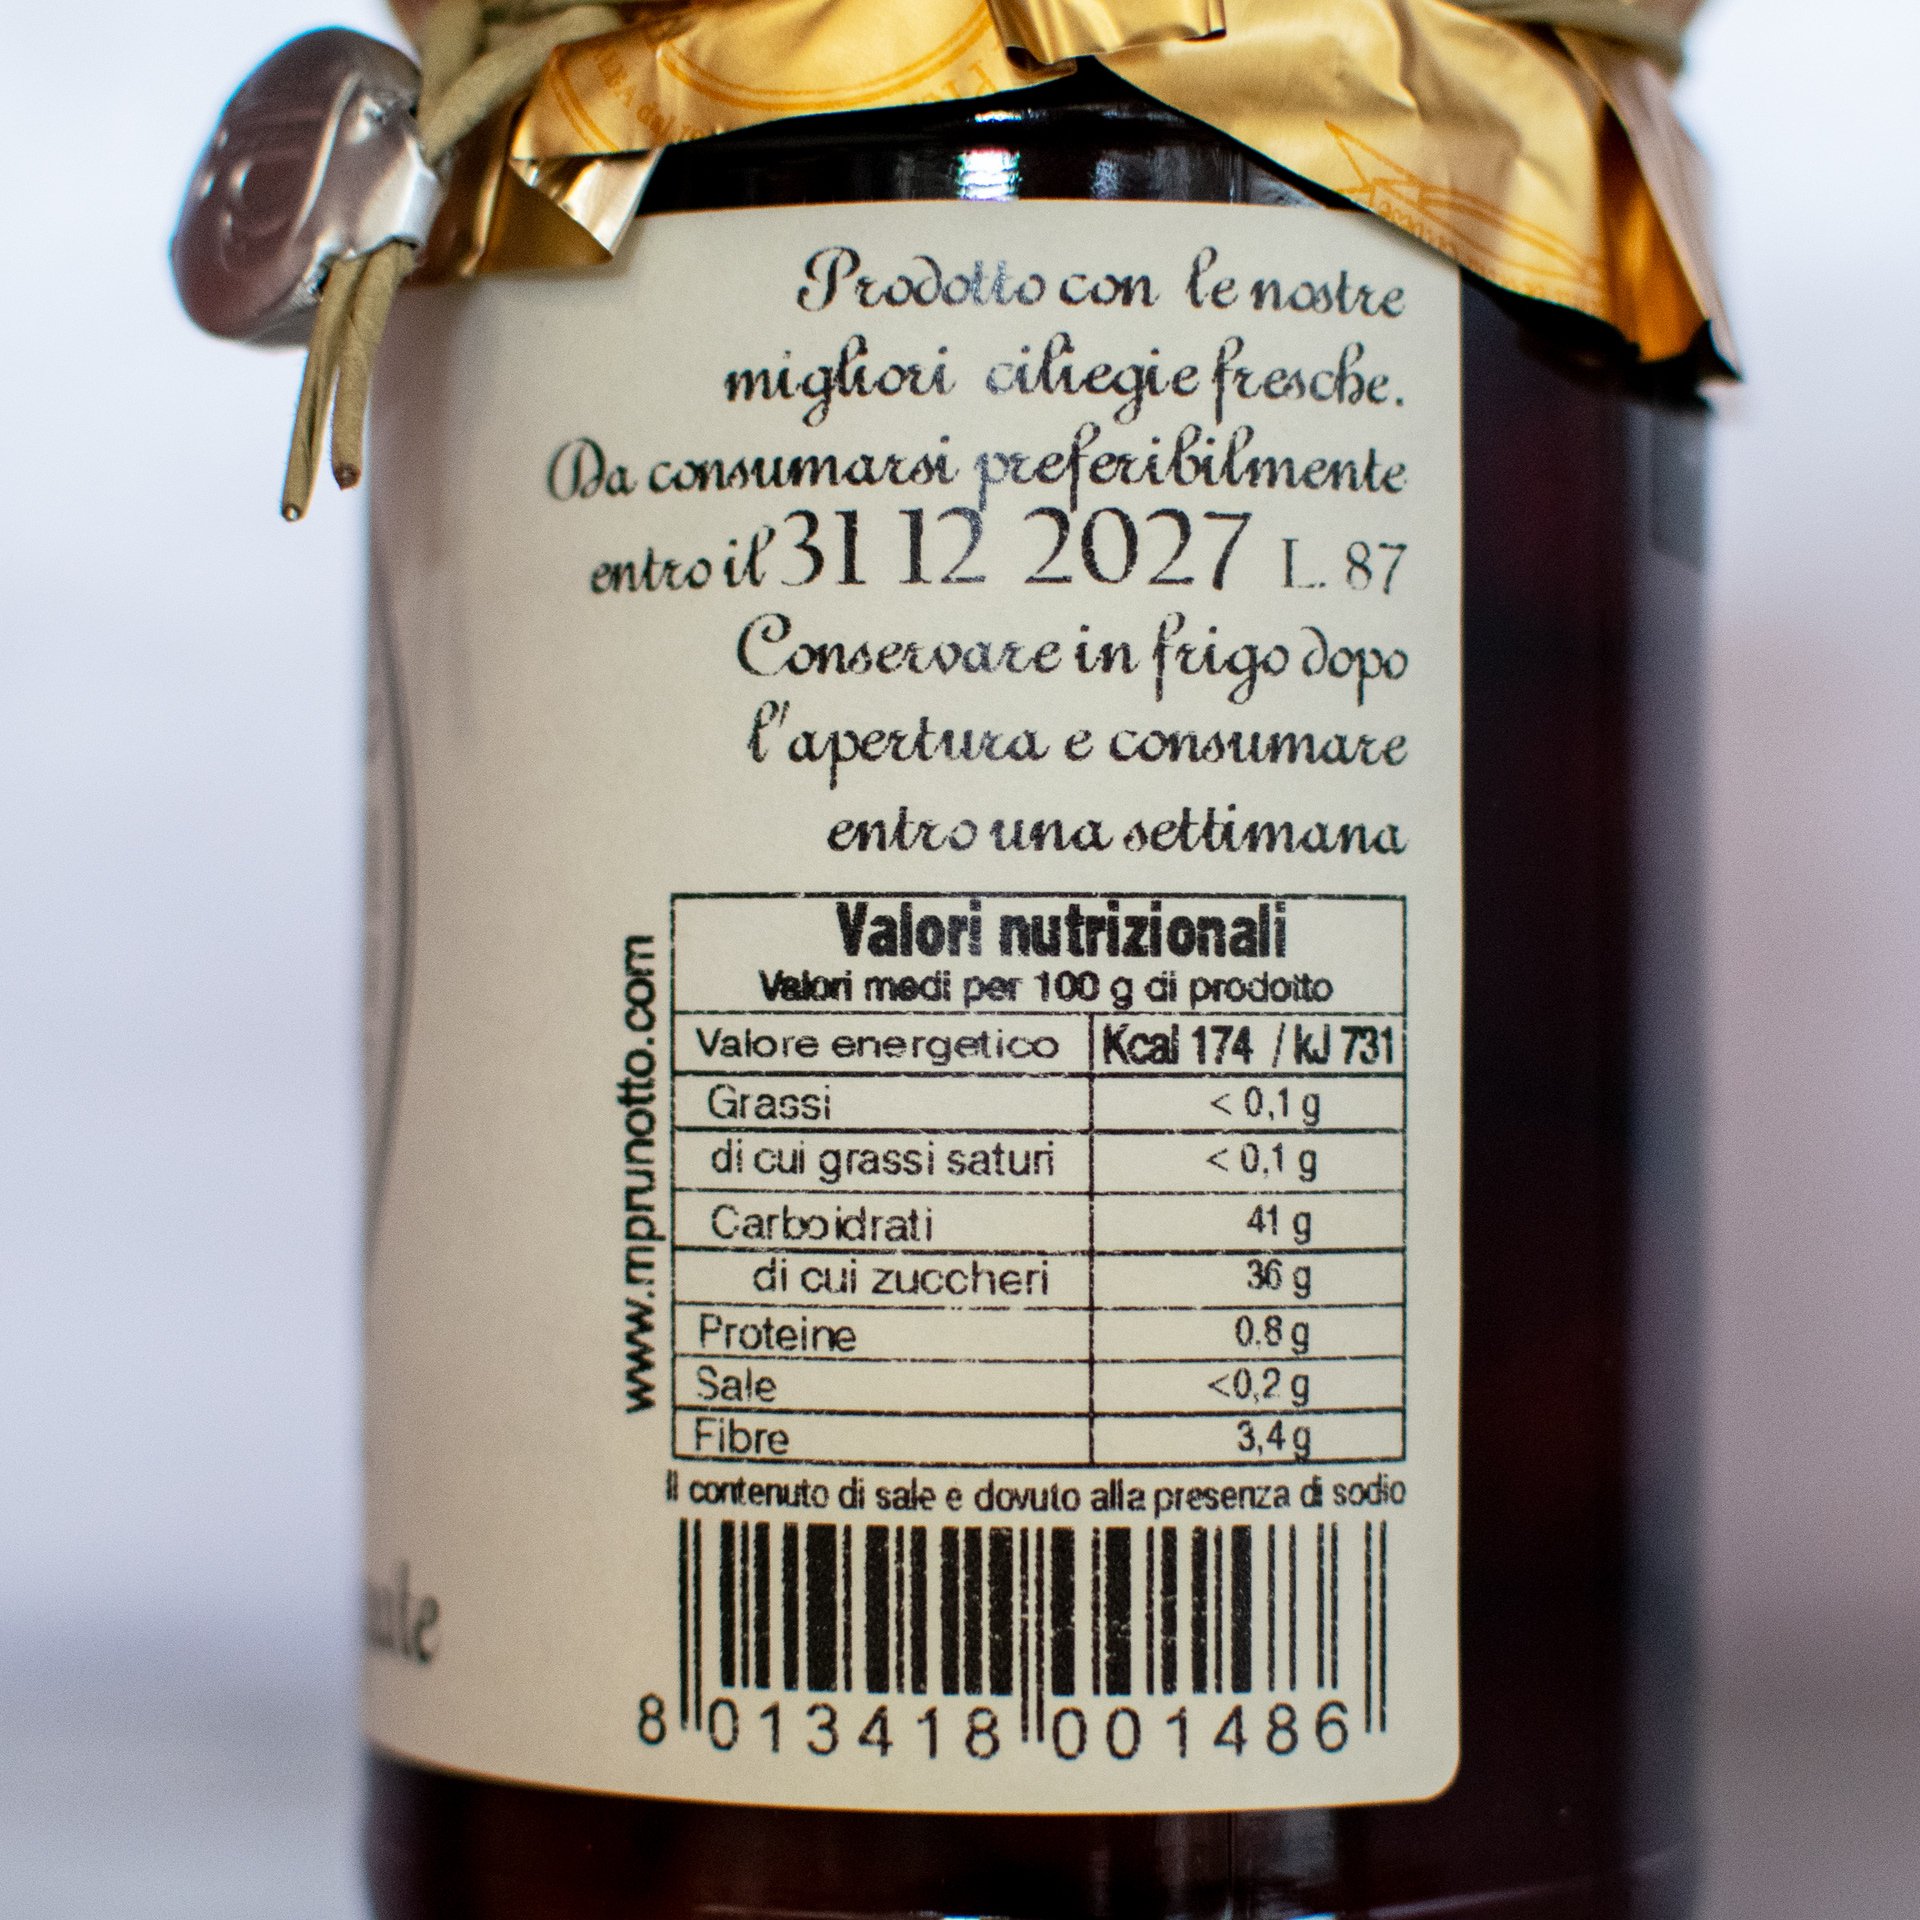 Prodotto con le nostre
migliori ciliegie fresche.
Da consumarsi preferibilmente
entro il 31 12 2027 L. 87
Conservare in frigo dopo
l'apertura e consumare
entro una settimana
www.mprunotto.com
Valori nutrizionali
Valori medi per 100 g di prodotto
Valore energetico Kcal 174 / kJ 731
Grassi < 0,1 g
di cui grassi saturi < 0,1 g
Carboidrati 41 g
di cui zuccheri 36 g
Proteine 0.8 g
Sale <0,2 g
Fibre 3,4 g
Il contenuto di sale e dovuto alla presenza di sodio
8 013418 001486